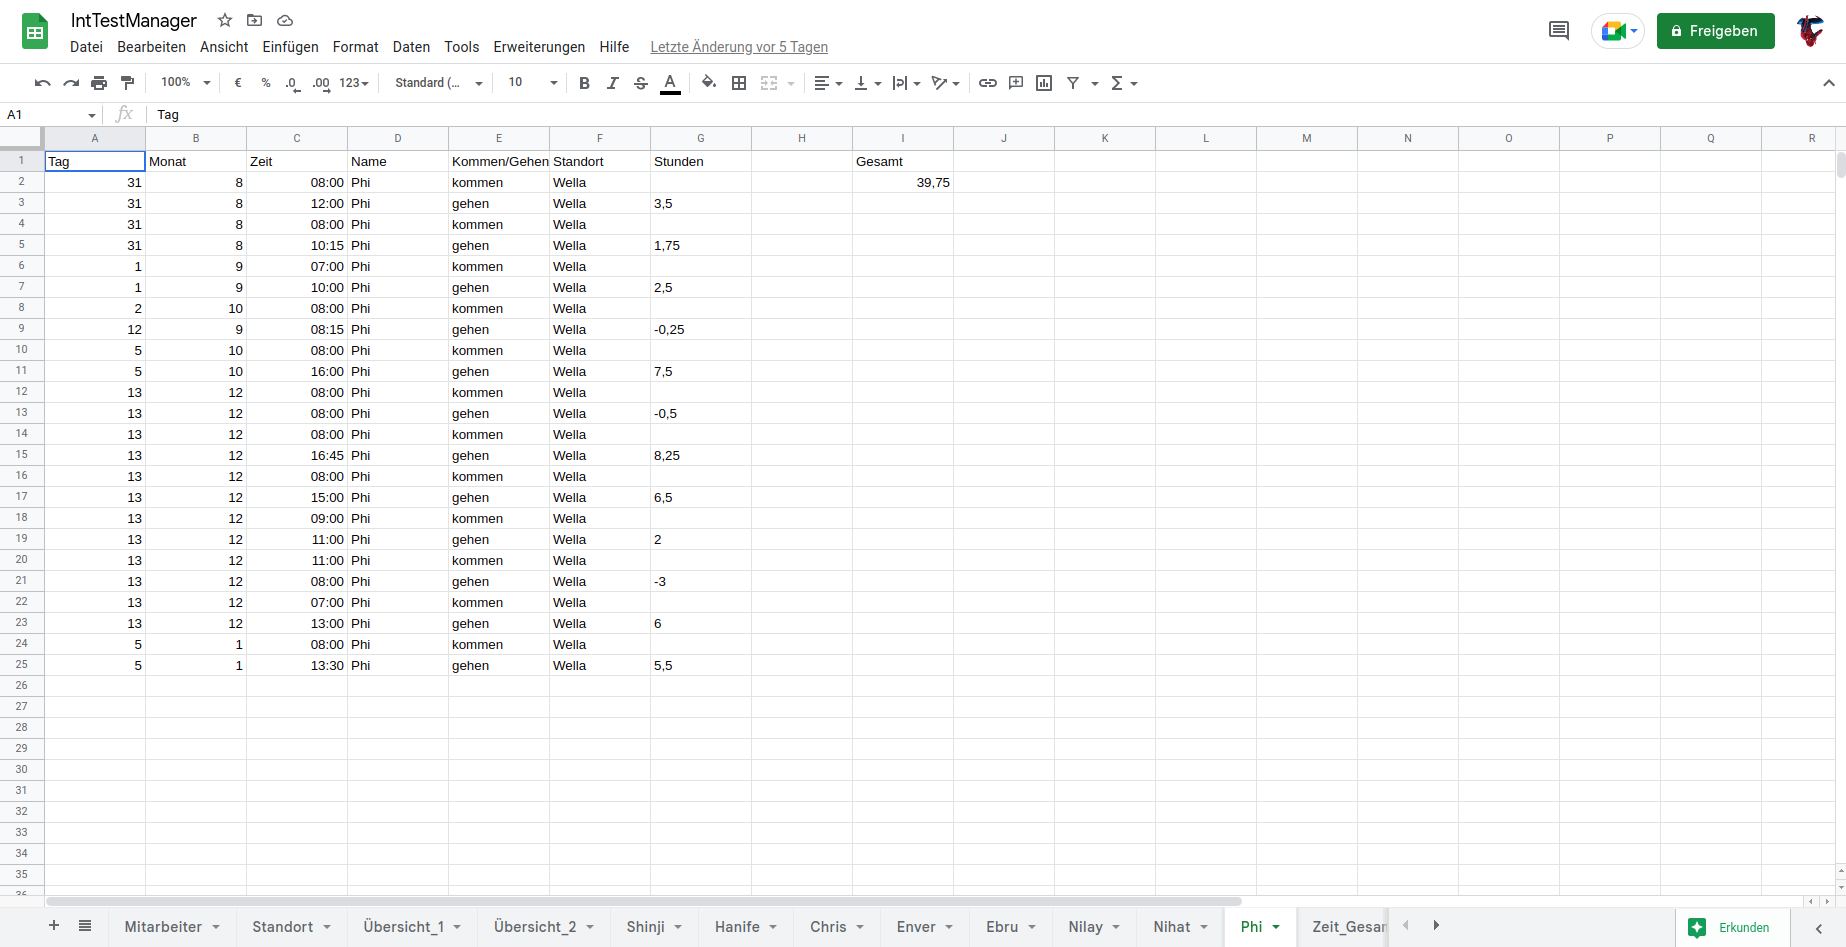 IntTestManager
Datei Bearbeiten Ansicht Einfügen Format Daten Tools Erweiterungen Hilfe Letzte Änderung vor 5 Tagen
Freigeben
100% € % .0 .00 123 Standard (... 10 B I S A Σ
A1 fx Tag
A B C D E F G H I J K L M N O P Q R
1 Tag Monat Zeit Name Kommen/Gehen Standort Stunden Gesamt
2 31 8 08:00 Phi kommen Wella 39,75
3 31 8 12:00 Phi gehen Wella 3,5
4 31 8 08:00 Phi kommen Wella
5 31 8 10:15 Phi gehen Wella 1,75
6 1 9 07:00 Phi kommen Wella
7 1 9 10:00 Phi gehen Wella 2,5
8 2 10 08:00 Phi kommen Wella
9 12 9 08:15 Phi gehen Wella -0,25
10 5 10 08:00 Phi kommen Wella
11 5 10 16:00 Phi gehen Wella 7,5
12 13 12 08:00 Phi kommen Wella
13 13 12 08:00 Phi gehen Wella -0,5
14 13 12 08:00 Phi kommen Wella
15 13 12 16:45 Phi gehen Wella 8,25
16 13 12 08:00 Phi kommen Wella
17 13 12 15:00 Phi gehen Wella 6,5
18 13 12 09:00 Phi kommen Wella
19 13 12 11:00 Phi gehen Wella 2
20 13 12 11:00 Phi kommen Wella
21 13 12 08:00 Phi gehen Wella -3
22 13 12 07:00 Phi kommen Wella
23 13 12 13:00 Phi gehen Wella 6
24 5 1 08:00 Phi kommen Wella
25 5 1 13:30 Phi gehen Wella 5,5
26
27
28
29
30
31
32
33
34
35
36
Mitarbeiter Standort Übersicht_1 Übersicht_2 Shinji Hanife Chris Enver Ebru Nilay Nihat Phi Zeit_Gesam Erkunden